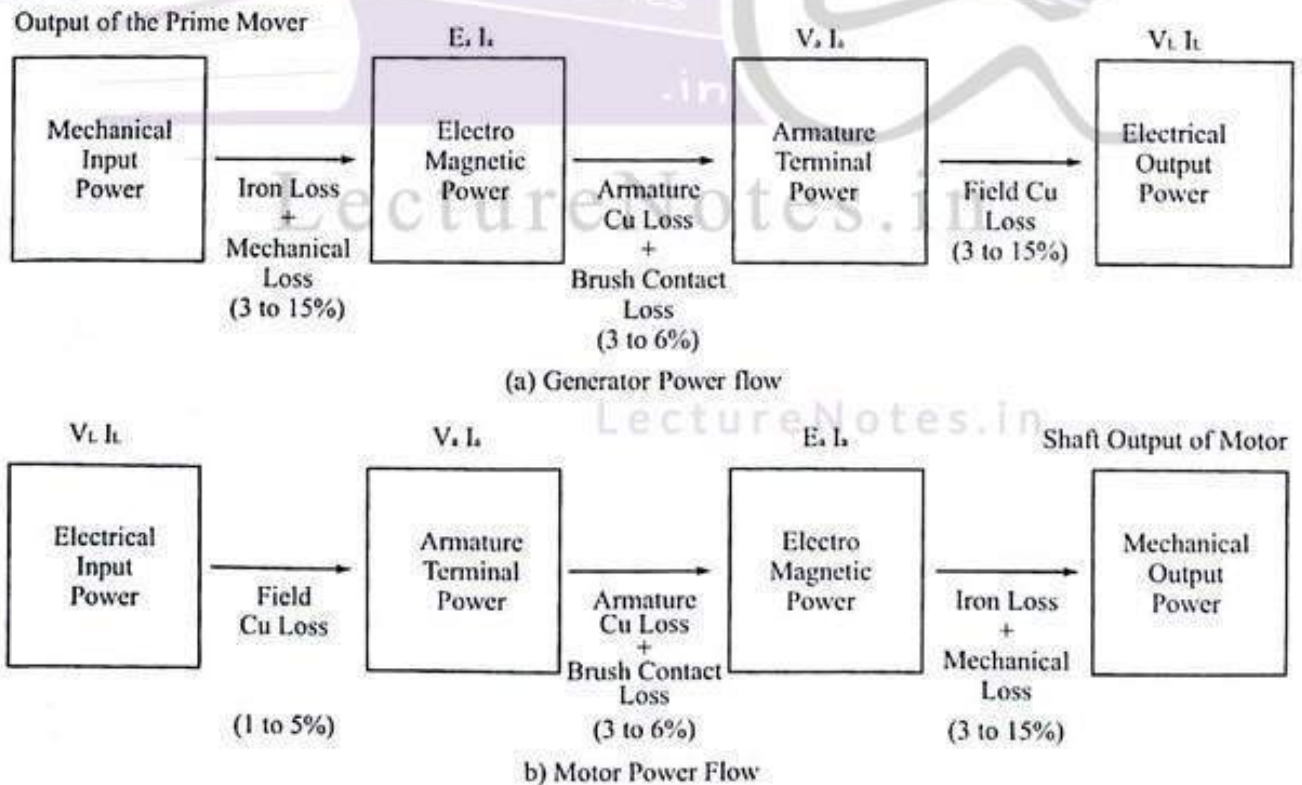 Output of the Prime Mover
Ea Ia
Va Ia
VL IL
Mechanical
Input
Power
Iron Loss
+
Mechanical
Loss
(3 to 15%)
Electro
Magnetic
Power
Armature
Cu Loss
+
Brush Contact
Loss
(3 to 6%)
Armature
Terminal
Power
Field Cu
Loss
(3 to 15%)
Electrical
Output
Power
.in
LectureNotes.in
(a) Generator Power flow
LectureNotes.in
VL IL
Va Ia
Ea Ia
Shaft Output of Motor
Electrical
Input
Power
Field
Cu Loss
(1 to 5%)
Armature
Terminal
Power
Armature
Cu Loss
+
Brush Contact
Loss
(3 to 6%)
Electro
Magnetic
Power
Iron Loss
+
Mechanical
Loss
(3 to 15%)
Mechanical
Output
Power
b) Motor Power Flow